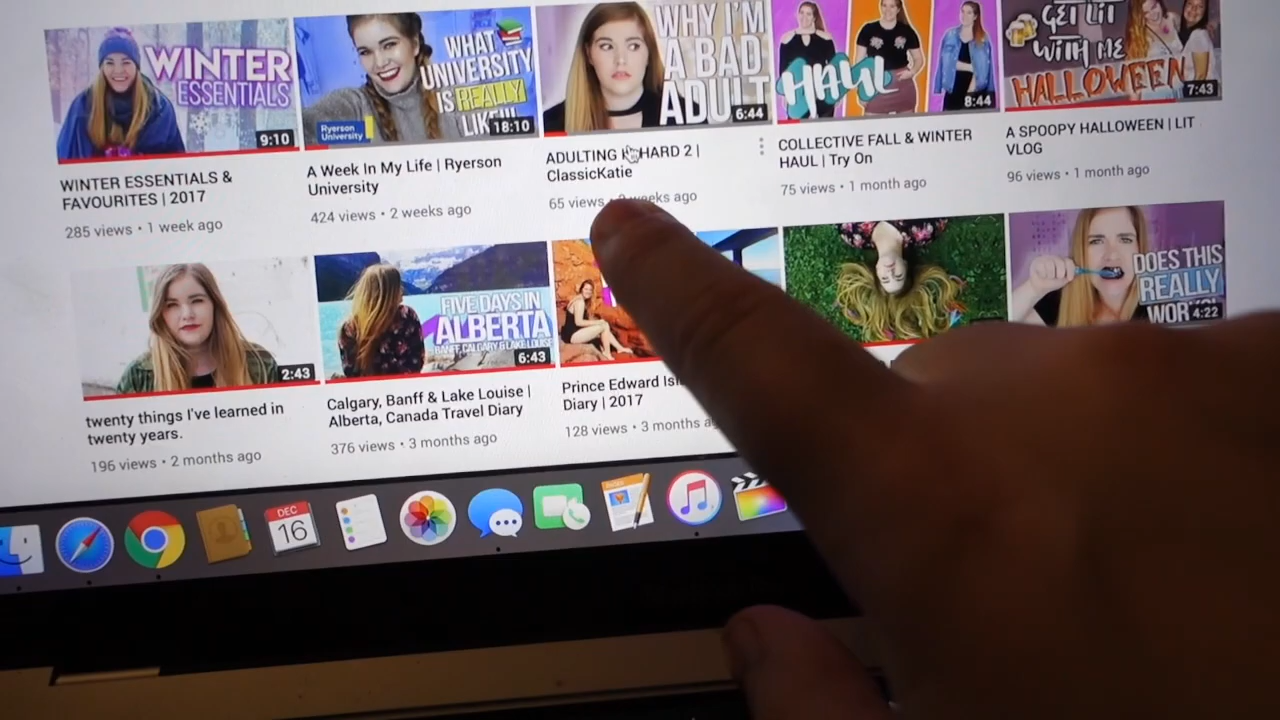 WINTER
ESSENTIALS
9:10
WINTER ESSENTIALS &
FAVOURITES | 2017
285 views • 1 week ago
WHAT
UNIVERSITY
IS REALLY
Ryerson
University
18:10
A Week In My Life | Ryerson
University
424 views • 2 weeks ago
WHY I'M
A BAD
ADULT
6:44
ADULTING HARD 2 |
ClassicKatie
65 views • weeks ago
HAUL
8:44
COLLECTIVE FALL & WINTER
HAUL | Try On
75 views • 1 month ago
GET LIT
WITH ME
HALLOWEEN
7:43
A SPOOPY HALLOWEEN | LIT
VLOG
96 views • 1 month ago
2:43
twenty things I've learned in
twenty years.
196 views • 2 months ago
FIVE DAYS IN
ALBERTA
BANFF, CALGARY & LAKE LOUISE
6:43
Calgary, Banff & Lake Louise |
Alberta, Canada Travel Diary
376 views • 3 months ago
Prince Edward
Diary | 2017
128 views • 3 months
DOES THIS
REALLY
4:22
DEC
16